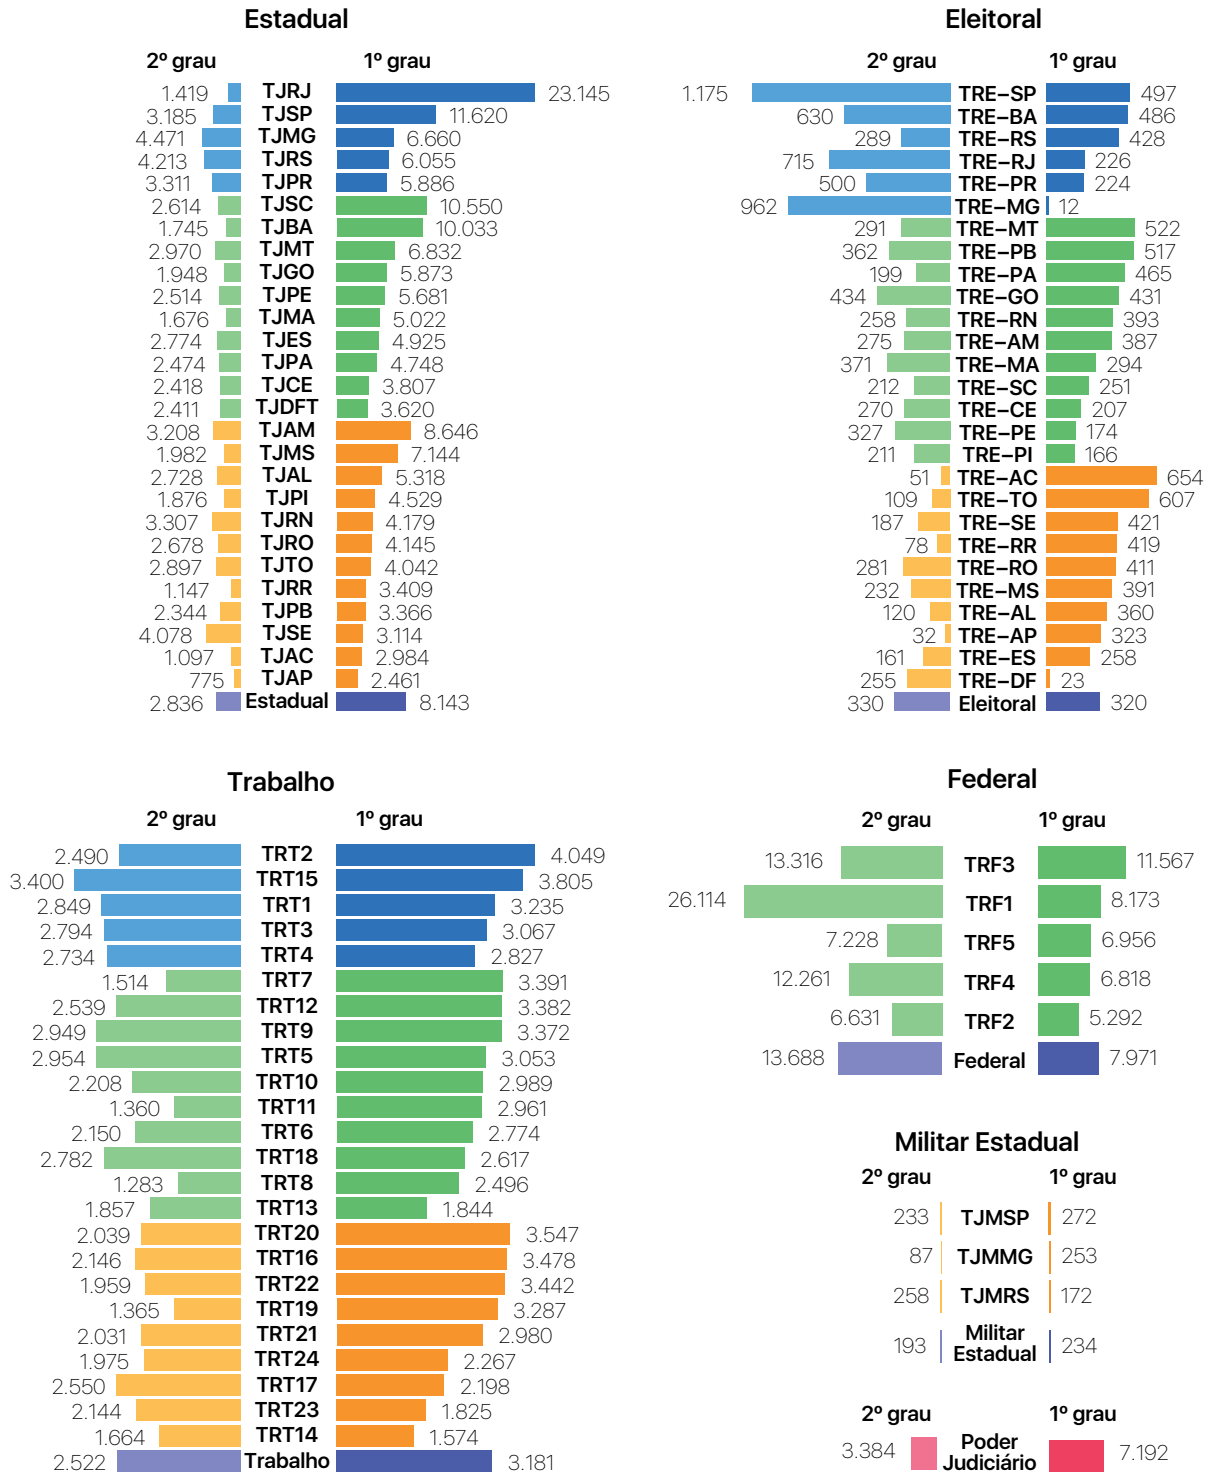 Estadual
2º grau 1º grau
1.419 TJRJ 23.145
3.185 TJSP 11.620
4.471 TJMG 6.660
4.213 TJRS 6.055
3.311 TJPR 5.886
2.614 TJSC 10.550
1.745 TJBA 10.033
2.970 TJMT 6.832
1.948 TJGO 5.873
2.514 TJPE 5.681
1.676 TJMA 5.022
2.774 TJES 4.925
2.474 TJPA 4.748
2.418 TJCE 3.807
2.411 TJDFT 3.620
3.208 TJAM 8.646
1.982 TJMS 7.144
2.728 TJAL 5.318
1.876 TJPI 4.529
3.307 TJRN 4.179
2.678 TJRO 4.145
2.897 TJTO 4.042
1.147 TJRR 3.409
2.344 TJPB 3.366
4.078 TJSE 3.114
1.097 TJAC 2.984
775 TJAP 2.461
2.836 Estadual 8.143
Eleitoral
2º grau 1º grau
1.175 TRE-SP 497
630 TRE-BA 486
289 TRE-RS 428
715 TRE-RJ 226
500 TRE-PR 224
962 TRE-MG 12
291 TRE-MT 522
362 TRE-PB 517
199 TRE-PA 465
434 TRE-GO 431
258 TRE-RN 393
275 TRE-AM 387
371 TRE-MA 294
212 TRE-SC 251
270 TRE-CE 207
327 TRE-PE 174
211 TRE-PI 166
51 TRE-AC 654
109 TRE-TO 607
187 TRE-SE 421
78 TRE-RR 419
281 TRE-RO 411
232 TRE-MS 391
120 TRE-AL 360
32 TRE-AP 323
161 TRE-ES 258
255 TRE-DF 23
330 Eleitoral 320
Trabalho
2º grau 1º grau
2.490 TRT2 4.049
3.400 TRT15 3.805
2.849 TRT1 3.235
2.794 TRT3 3.067
2.734 TRT4 2.827
1.514 TRT7 3.391
2.539 TRT12 3.382
2.949 TRT9 3.372
2.954 TRT5 3.053
2.208 TRT10 2.989
1.360 TRT11 2.961
2.150 TRT6 2.774
2.782 TRT18 2.617
1.283 TRT8 2.496
1.857 TRT13 1.844
2.039 TRT20 3.547
2.146 TRT16 3.478
1.959 TRT22 3.442
1.365 TRT19 3.287
2.031 TRT21 2.980
1.975 TRT24 2.267
2.550 TRT17 2.198
2.144 TRT23 1.825
1.664 TRT14 1.574
2.522 Trabalho 3.181
Federal
2º grau 1º grau
13.316 TRF3 11.567
26.114 TRF1 8.173
7.228 TRF5 6.956
12.261 TRF4 6.818
6.631 TRF2 5.292
13.688 Federal 7.971
Militar Estadual
2º grau 1º grau
233 TJMSP 272
87 TJMMG 253
258 TJMRS 172
193 Militar 234
Estadual
2º grau 1º grau
3.384 Poder 7.192
Judiciário